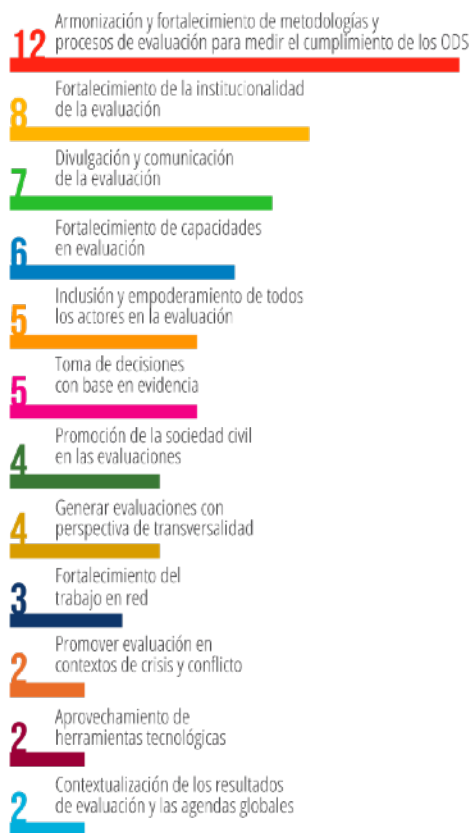 Armonización y fortalecimiento de metodologías y
12 procesos de evaluación para medir el cumplimiento de los ODS
Fortalecimiento de la institucionalidad
8 de la evaluación
Divulgación y comunicación
7 de la evaluación
Fortalecimiento de capacidades
6 en evaluación
Inclusión y empoderamiento de todos
5 los actores en la evaluación
Toma de decisiones
5 con base en evidencia
Promoción de la sociedad civil
4 en las evaluaciones
Generar evaluaciones con
4 perspectiva de transversalidad
Fortalecimiento del
3 trabajo en red
Promover evaluación en
2 contextos de crisis y conflicto
Aprovechamiento de
2 herramientas tecnológicas
Contextualización de los resultados
2 de evaluación y las agendas globales